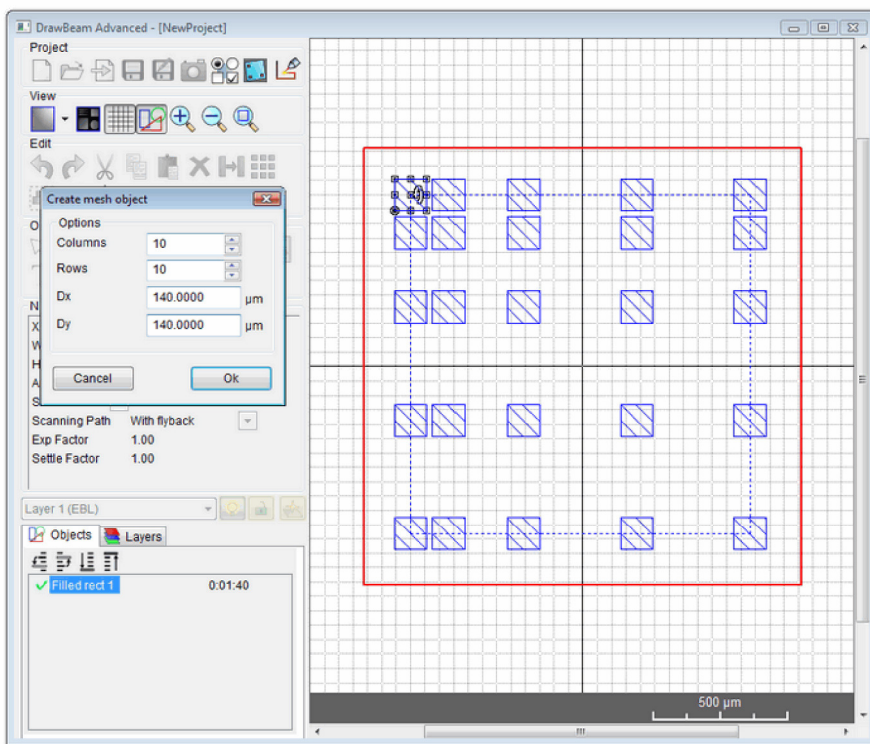 DrawBeam Advanced - [NewProject]
Project
View
Edit
Create mesh object
Options
Columns 10
Rows 10
Dx 140.0000 µm
Dy 140.0000 µm
Cancel Ok
Scanning Path With flyback
Exp Factor 1.00
Settle Factor 1.00
Layer 1 (EBL)
Objects Layers
Filled rect 1 0:01:40
500 µm